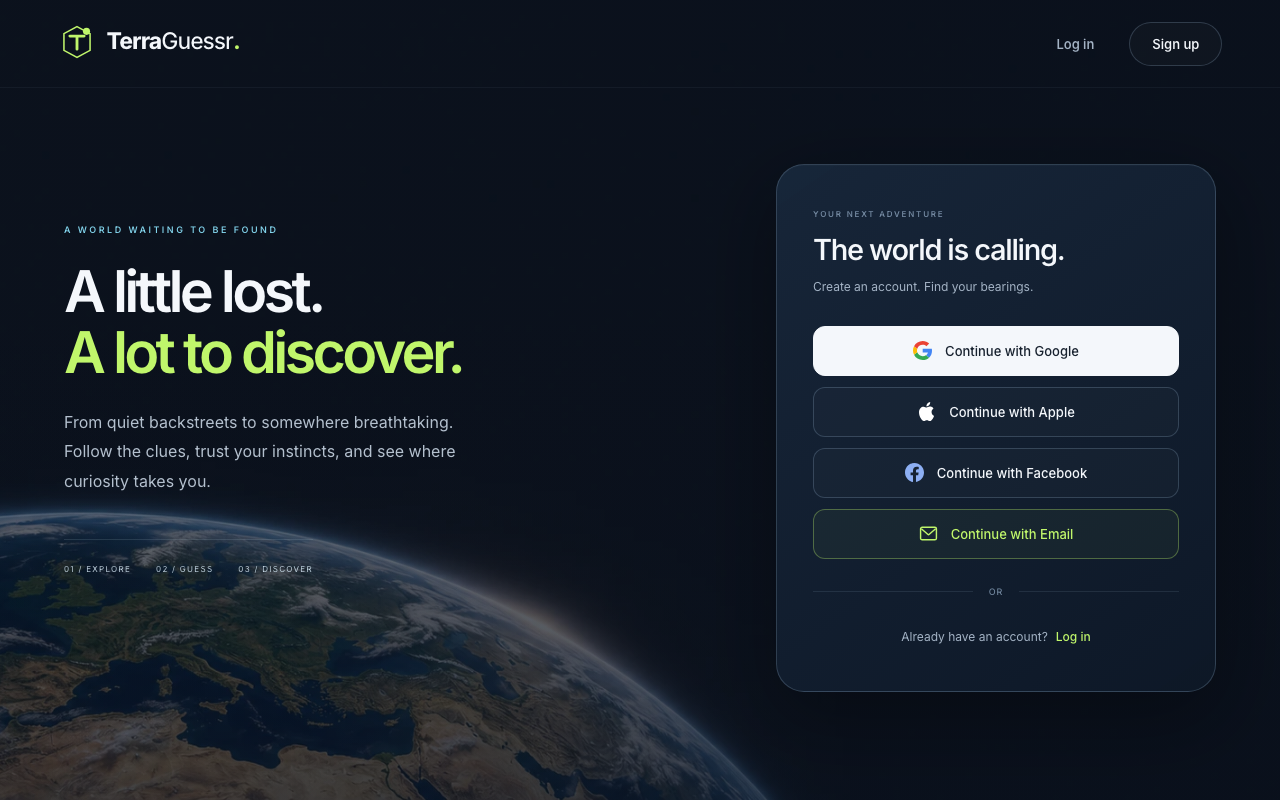 TerraGuessr.
Log in
Sign up
A WORLD WAITING TO BE FOUND
A little lost.
A lot to discover.
From quiet backstreets to somewhere breathtaking.
Follow the clues, trust your instincts, and see where
curiosity takes you.
01 / EXPLORE
02 / GUESS
03 / DISCOVER
YOUR NEXT ADVENTURE
The world is calling.
Create an account. Find your bearings.
Continue with Google
Continue with Apple
Continue with Facebook
Continue with Email
OR
Already have an account? Log in